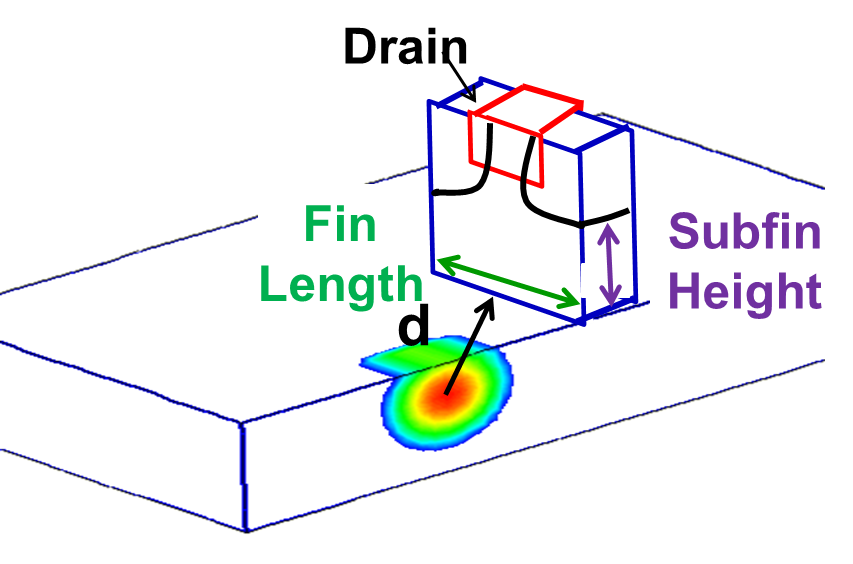 Drain
Fin
Length
Subfin
Height
d